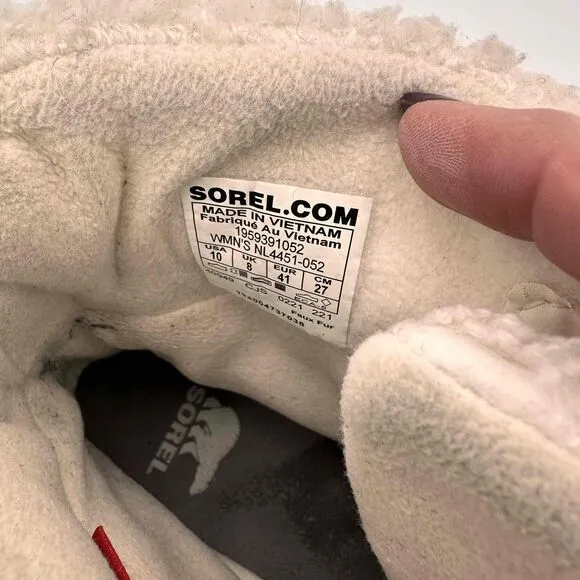 SOREL.COM
MADE IN VIETNAM
Fabriqué Au Vietnam
1959391052
WMN'S NL4451-052
USA UK EUR CM
10 8 41 27
CJS 0221 221
Faux Fur
SOREL